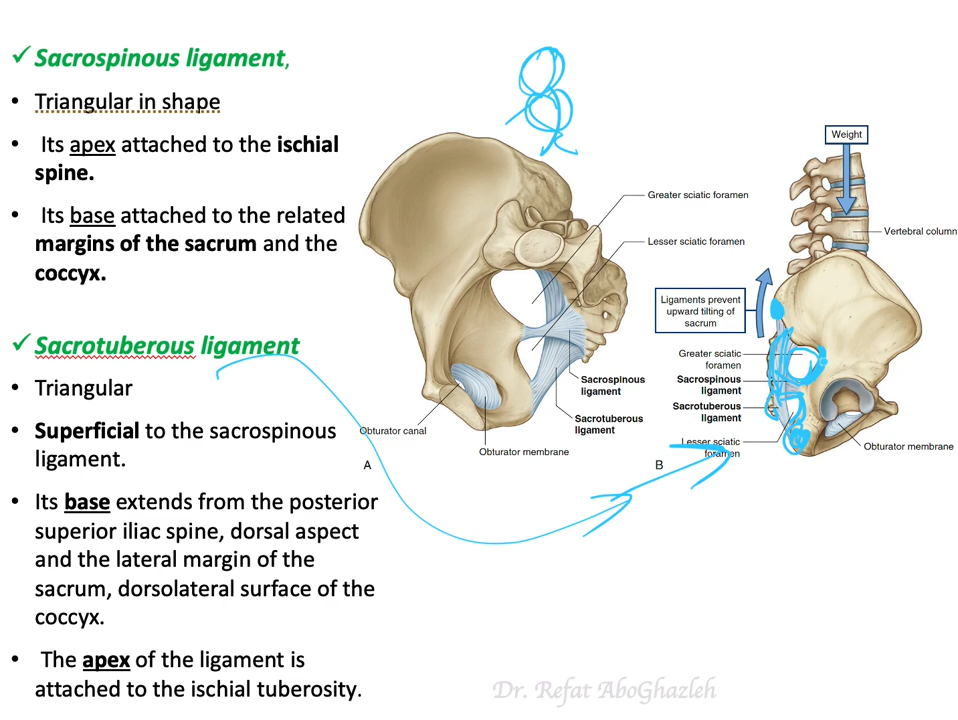 ✓ Sacrospinous ligament,
• Triangular in shape
• Its apex attached to the ischial
spine.
• Its base attached to the related
margins of the sacrum and the
coccyx.
✓ Sacrotuberous ligament
• Triangular
• Superficial to the sacrospinous
ligament.
• Its base extends from the posterior
superior iliac spine, dorsal aspect
and the lateral margin of the
sacrum, dorsolateral surface of the
coccyx.
• The apex of the ligament is
attached to the ischial tuberosity.
Greater sciatic foramen
Lesser sciatic foramen
Sacrospinous
ligament
Sacrotuberous
ligament
Obturator canal
Obturator membrane
A
Weight
Vertebral column
Ligaments prevent
upward tilting of
sacrum
Greater sciatic
foramen
Sacrospinous
ligament
Sacrotuberous
ligament
Lesser sciatic
foramen
Obturator membrane
B
Dr. Refat AboGhazleh